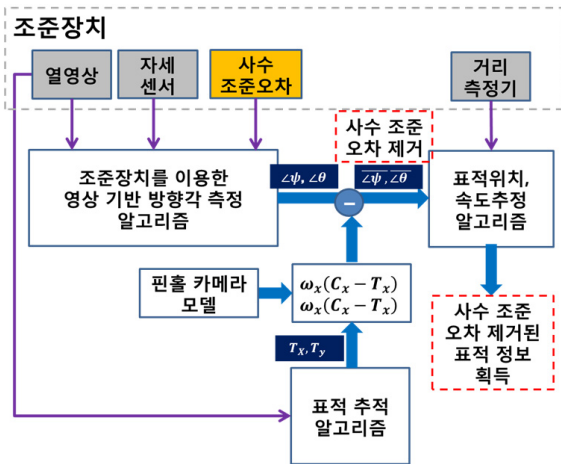 조준장치
열영상
자세
센서
사수
조준오차
거리
측정기
사수 조준
오차 제거
조준장치를 이용한
영상 기반 방향각 측정
알고리즘
∠ψ, ∠θ
−
∠ψ̅, ∠θ̅
표적위치,
속도추정
알고리즘
핀홀 카메라
모델
ωₓ(Cₓ − Tₓ)
ωₓ(Cₓ − Tₓ)
T_X, T_y
표적 추적
알고리즘
사수 조준
오차 제거된
표적 정보
획득